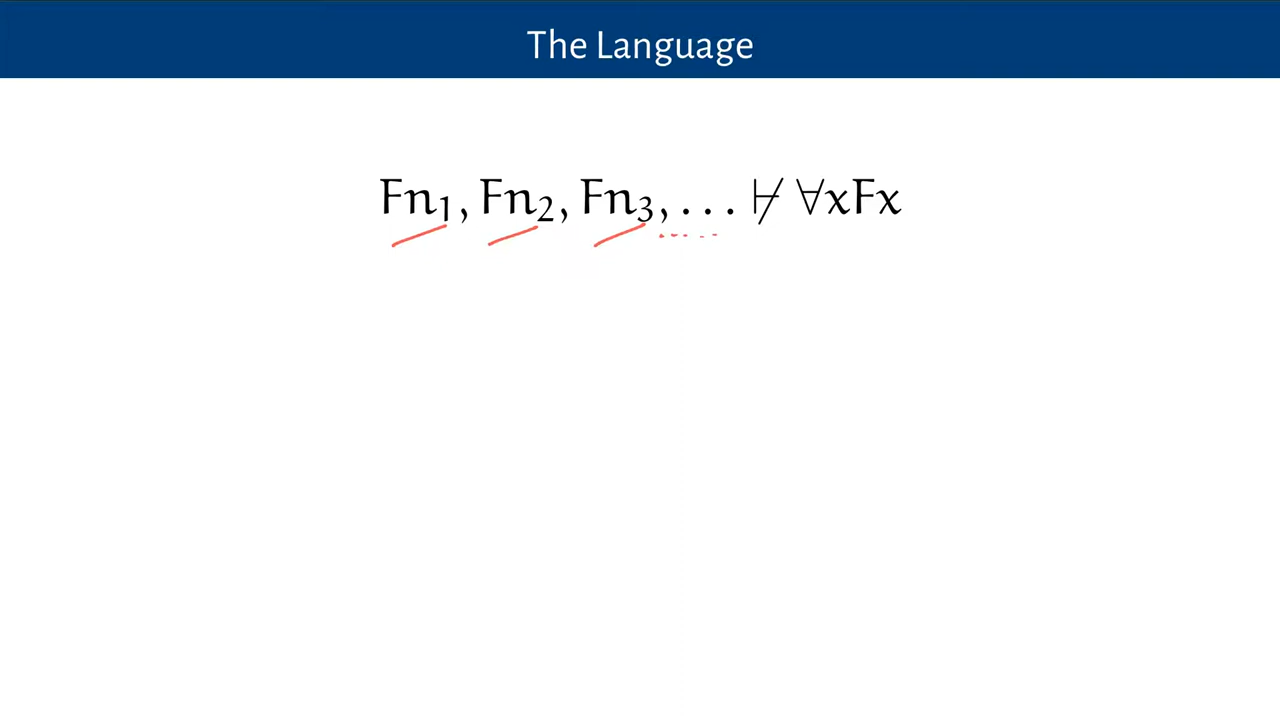 The Language
Fn₁, Fn₂, Fn₃, ... ⊬ ∀xFx